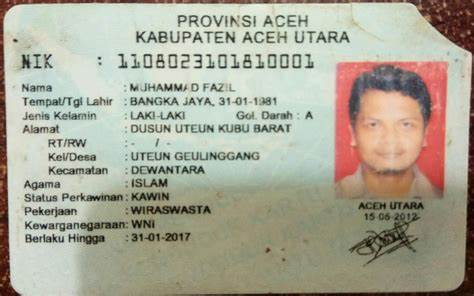 PROVINSI ACEH
KABUPATEN ACEH UTARA
NIK : 1108023101810001
Nama : MUHAMMAD FAZIL
Tempat/Tgl Lahir : BANGKA JAYA, 31-01-1981
Jenis Kelamin : LAKI-LAKI Gol. Darah : A
Alamat : DUSUN UTEUN KUBU BARAT
RT/RW : - / -
Kel/Desa : UTEUN GEULINGGANG
Kecamatan : DEWANTARA
Agama : ISLAM
Status Perkawinan : KAWIN
Pekerjaan : WIRASWASTA
Kewarganegaraan : WNI
Berlaku Hingga : 31-01-2017
ACEH UTARA
15-06-2012